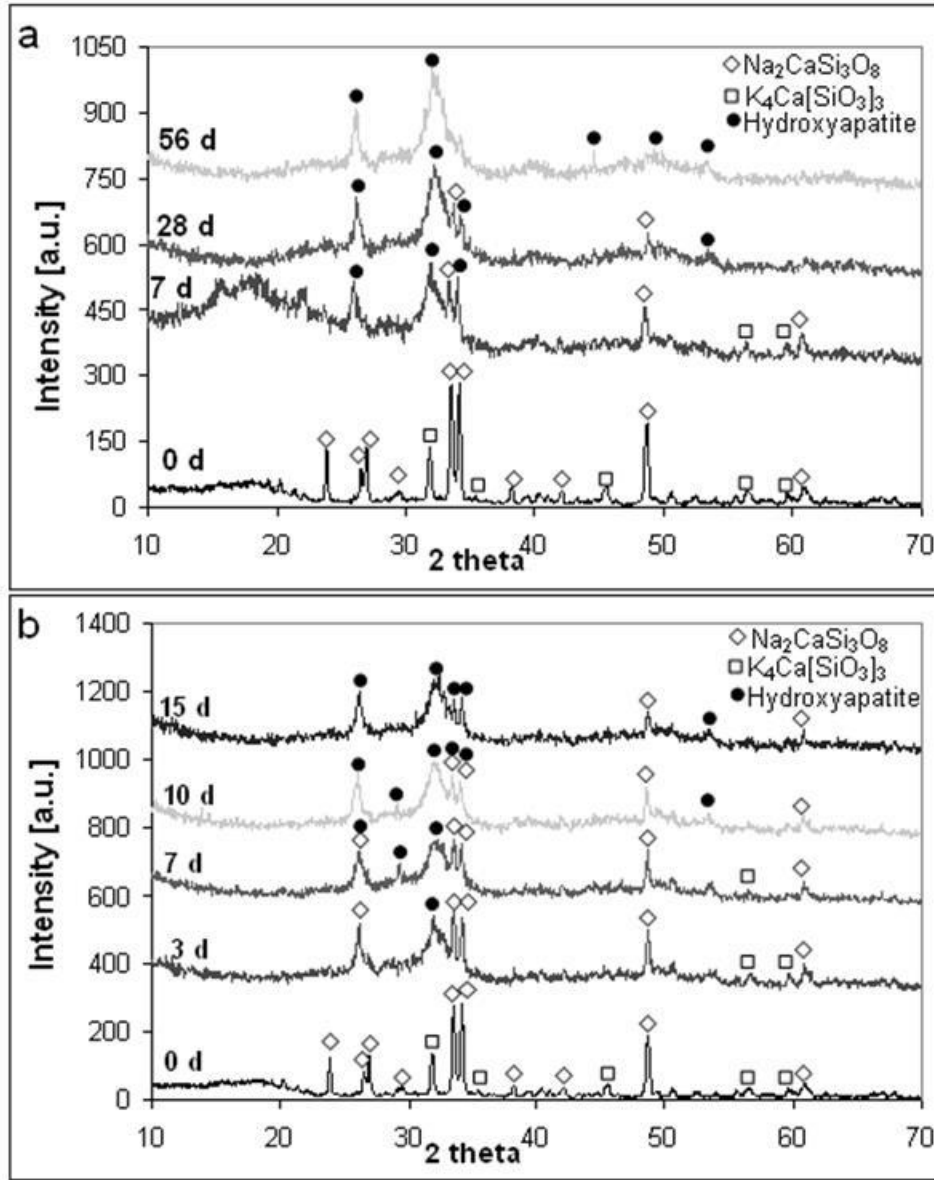 a
1050
900
750
600
450
300
150
0
Intensity [a.u.]
Na₂CaSi₃O₈
K₄Ca[SiO₃]₃
Hydroxyapatite
56 d
28 d
7 d
0 d
10 20 30 40 50 60 70
2 theta
b
1400
1200
1000
800
600
400
200
0
Intensity [a.u.]
Na₂CaSi₃O₈
K₄Ca[SiO₃]₃
Hydroxyapatite
15 d
10 d
7 d
3 d
0 d
10 20 30 40 50 60 70
2 theta